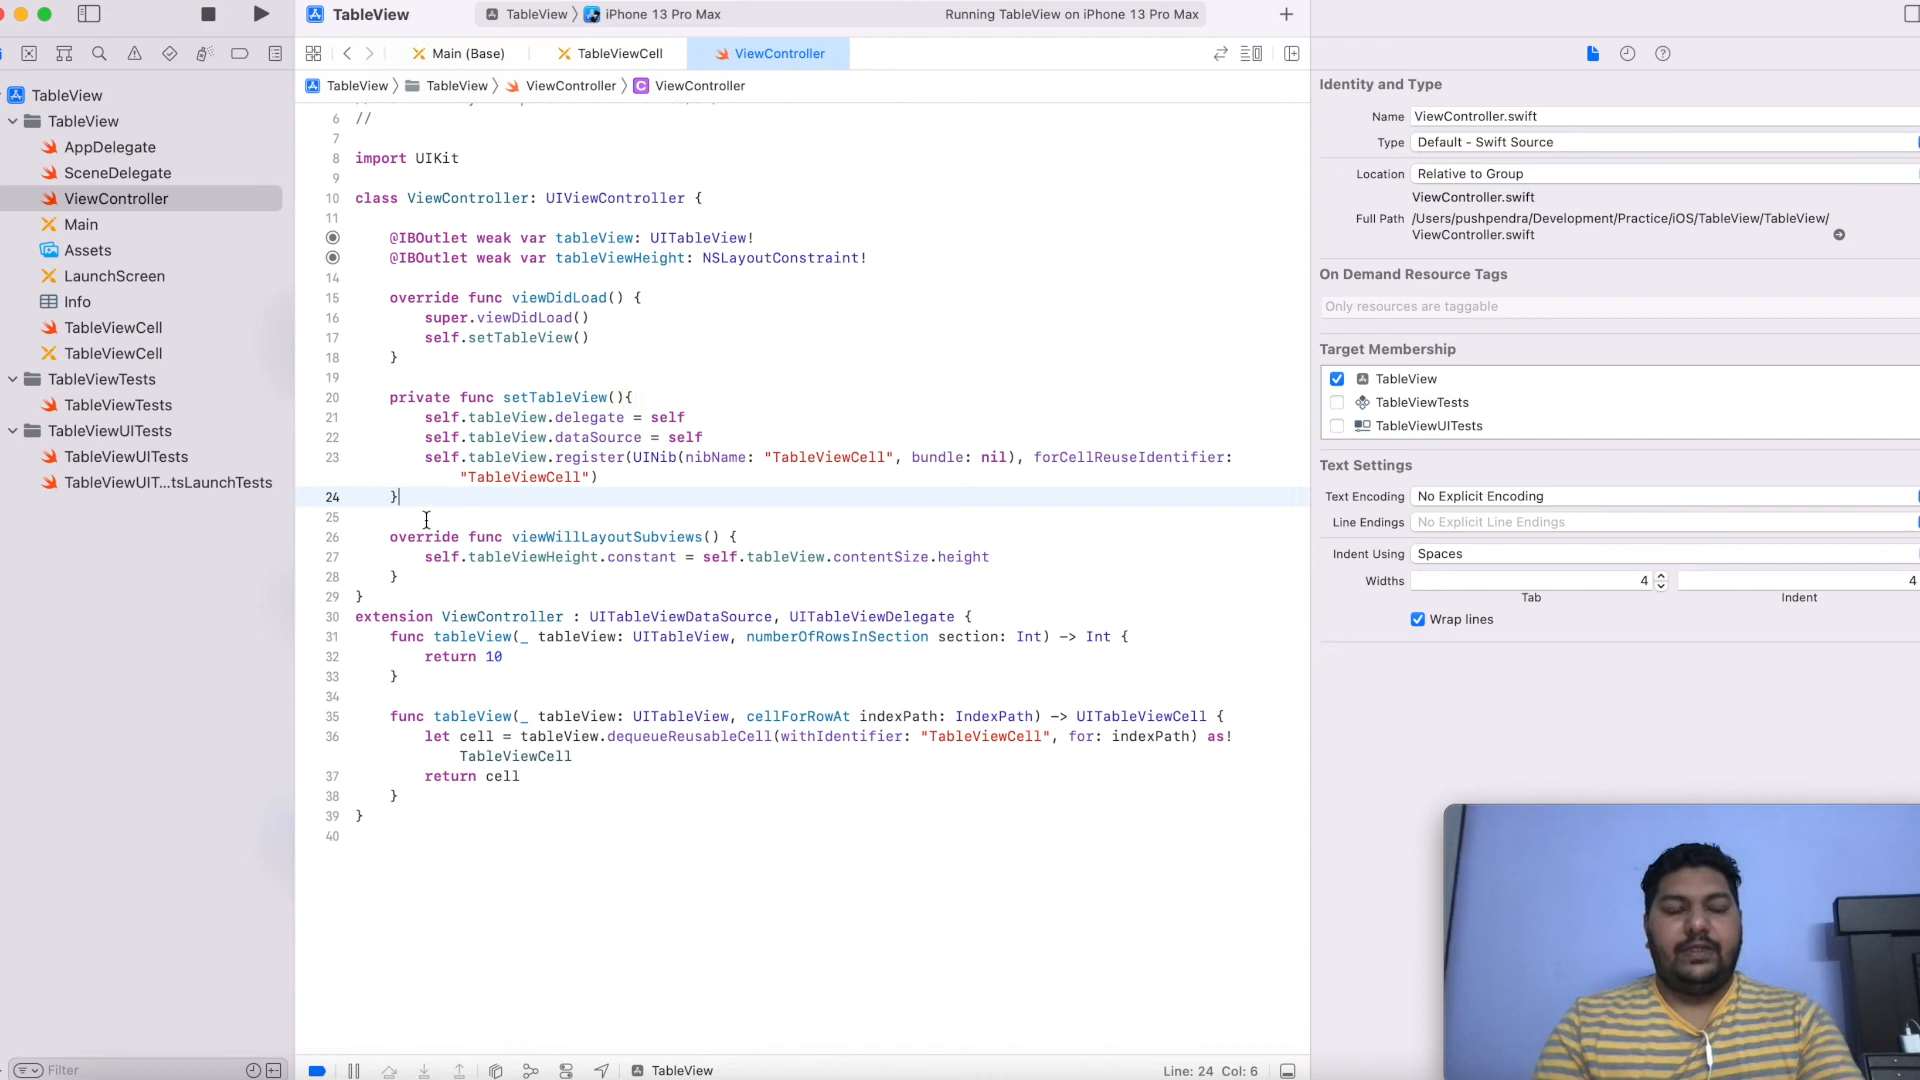 TableView
TableView
iPhone 13 Pro Max
Running TableView on iPhone 13 Pro Max
Main (Base)
TableViewCell
ViewController
TableView
TableView
ViewController
ViewController
TableView
TableView
AppDelegate
SceneDelegate
ViewController
Main
Assets
LaunchScreen
Info
TableViewCell
TableViewCell
TableViewTests
TableViewTests
TableViewUITests
TableViewUITests
TableViewUIT...tsLaunchTests
Filter
6 //
7
8 import UIKit
9
10 class ViewController: UIViewController {
11
@IBOutlet weak var tableView: UITableView!
@IBOutlet weak var tableViewHeight: NSLayoutConstraint!
14
15 override func viewDidLoad() {
16 super.viewDidLoad()
17 self.setTableView()
18 }
19
20 private func setTableView(){
21 self.tableView.delegate = self
22 self.tableView.dataSource = self
23 self.tableView.register(UINib(nibName: "TableViewCell", bundle: nil), forCellReuseIdentifier:
"TableViewCell")
24 }
25
26 override func viewWillLayoutSubviews() {
27 self.tableViewHeight.constant = self.tableView.contentSize.height
28 }
29 }
30 extension ViewController : UITableViewDataSource, UITableViewDelegate {
31 func tableView(_ tableView: UITableView, numberOfRowsInSection section: Int) -> Int {
32 return 10
33 }
34
35 func tableView(_ tableView: UITableView, cellForRowAt indexPath: IndexPath) -> UITableViewCell {
36 let cell = tableView.dequeueReusableCell(withIdentifier: "TableViewCell", for: indexPath) as!
TableViewCell
37 return cell
38 }
39 }
40
TableView
Line: 24 Col: 6
Identity and Type
Name ViewController.swift
Type Default - Swift Source
Location Relative to Group
ViewController.swift
Full Path /Users/pushpendra/Development/Practice/iOS/TableView/TableView/
ViewController.swift
On Demand Resource Tags
Only resources are taggable
Target Membership
TableView
TableViewTests
TableViewUITests
Text Settings
Text Encoding No Explicit Encoding
Line Endings No Explicit Line Endings
Indent Using Spaces
Widths 4 4
Tab Indent
Wrap lines